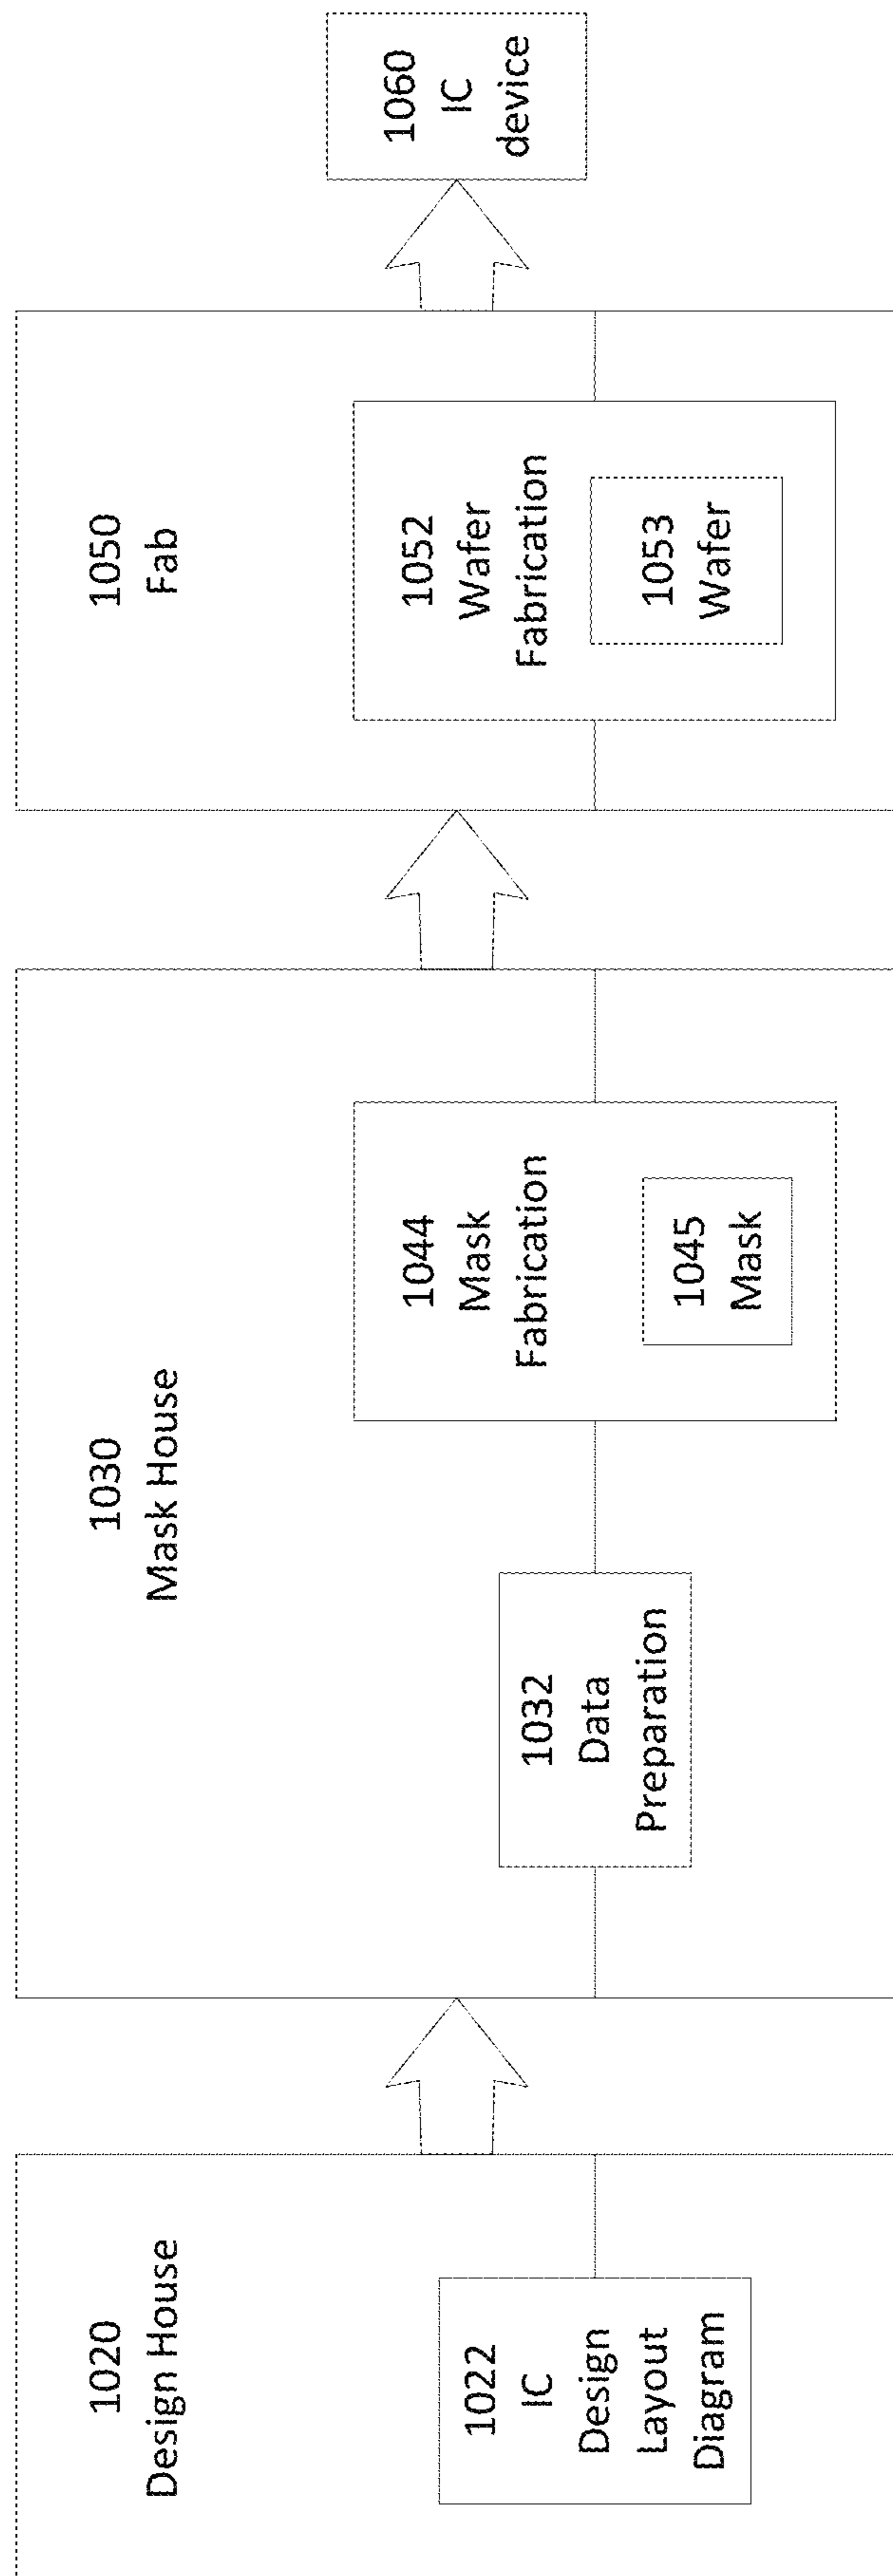 1020
Design House
1022
IC
Design
Layout
Diagram
1030
Mask House
1032
Data
Preparation
1044
Mask
Fabrication
1045
Mask
1050
Fab
1052
Wafer
Fabrication
1053
Wafer
1060
IC
device